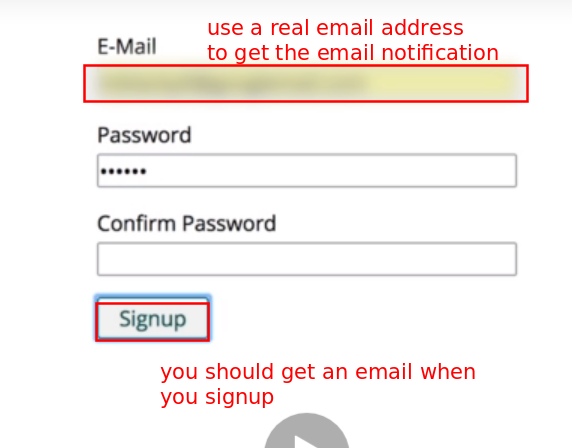 use a real email address
E-Mail
to get the email notification
Password
••••••
Confirm Password
Signup
you should get an email when
you signup